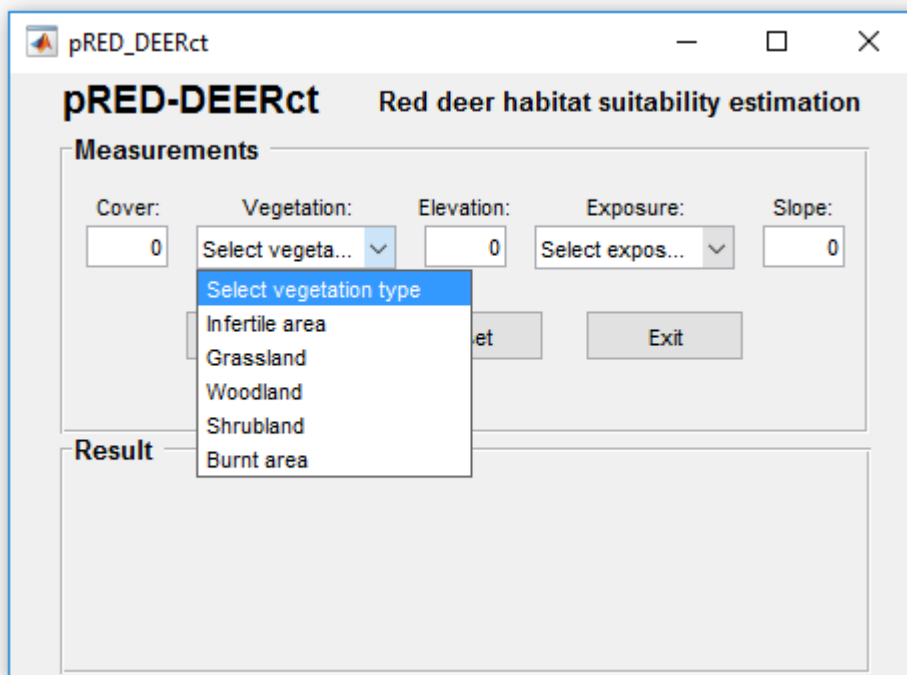 pRED_DEERct
pRED-DEERct Red deer habitat suitability estimation
Measurements
Cover: Vegetation: Elevation: Exposure: Slope:
0 Select vegeta... 0 Select expos... 0
Select vegetation type
Infertile area
Grassland
Woodland
Shrubland
Burnt area
Exit
Result